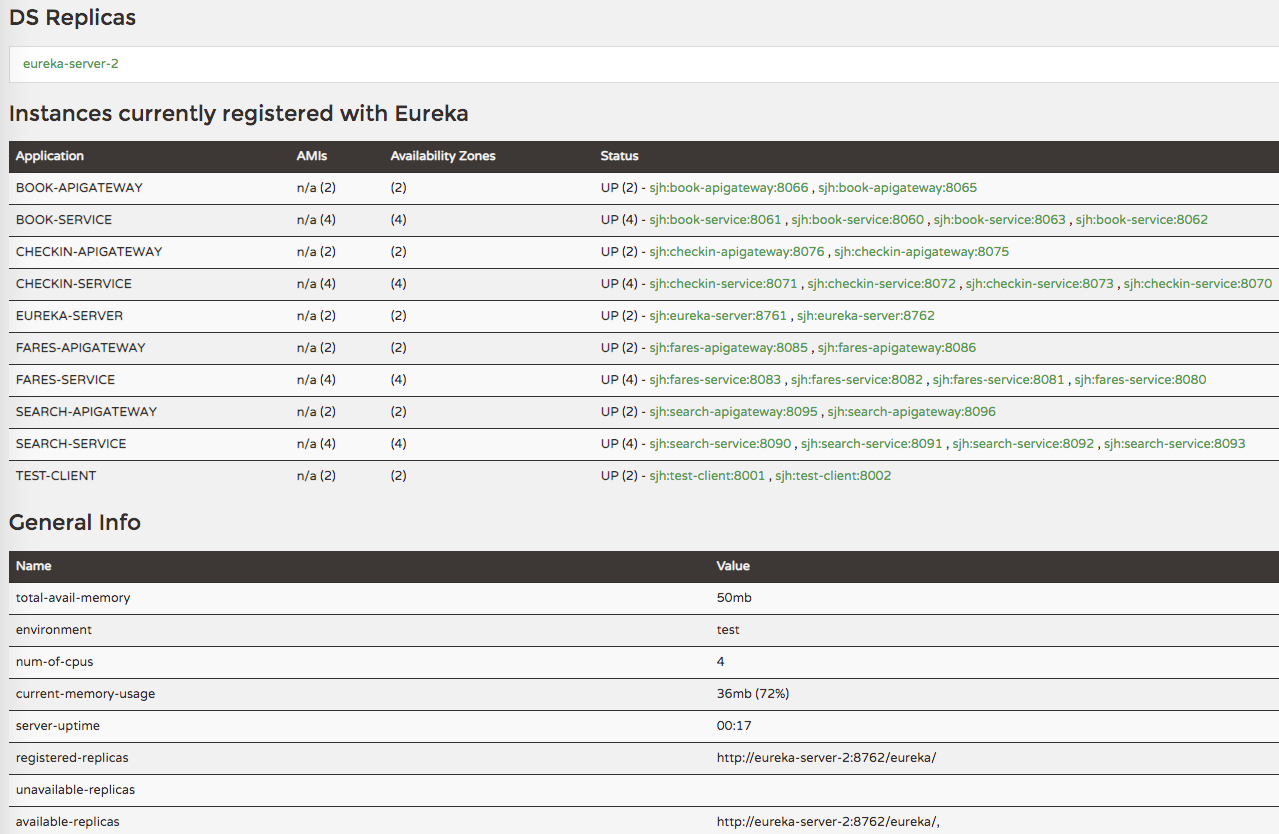 DS Replicas
eureka-server-2
Instances currently registered with Eureka
Application AMIs Availability Zones Status
BOOK-APIGATEWAY n/a (2) (2) UP (2) - sjh:book-apigateway:8066 , sjh:book-apigateway:8065
BOOK-SERVICE n/a (4) (4) UP (4) - sjh:book-service:8061 , sjh:book-service:8060 , sjh:book-service:8063 , sjh:book-service:8062
CHECKIN-APIGATEWAY n/a (2) (2) UP (2) - sjh:checkin-apigateway:8076 , sjh:checkin-apigateway:8075
CHECKIN-SERVICE n/a (4) (4) UP (4) - sjh:checkin-service:8071 , sjh:checkin-service:8072 , sjh:checkin-service:8073 , sjh:checkin-service:8070
EUREKA-SERVER n/a (2) (2) UP (2) - sjh:eureka-server:8761 , sjh:eureka-server:8762
FARES-APIGATEWAY n/a (2) (2) UP (2) - sjh:fares-apigateway:8085 , sjh:fares-apigateway:8086
FARES-SERVICE n/a (4) (4) UP (4) - sjh:fares-service:8083 , sjh:fares-service:8082 , sjh:fares-service:8081 , sjh:fares-service:8080
SEARCH-APIGATEWAY n/a (2) (2) UP (2) - sjh:search-apigateway:8095 , sjh:search-apigateway:8096
SEARCH-SERVICE n/a (4) (4) UP (4) - sjh:search-service:8090 , sjh:search-service:8091 , sjh:search-service:8092 , sjh:search-service:8093
TEST-CLIENT n/a (2) (2) UP (2) - sjh:test-client:8001 , sjh:test-client:8002
General Info
Name Value
total-avail-memory 50mb
environment test
num-of-cpus 4
current-memory-usage 36mb (72%)
server-uptime 00:17
registered-replicas http://eureka-server-2:8762/eureka/
unavailable-replicas
available-replicas http://eureka-server-2:8762/eureka/,